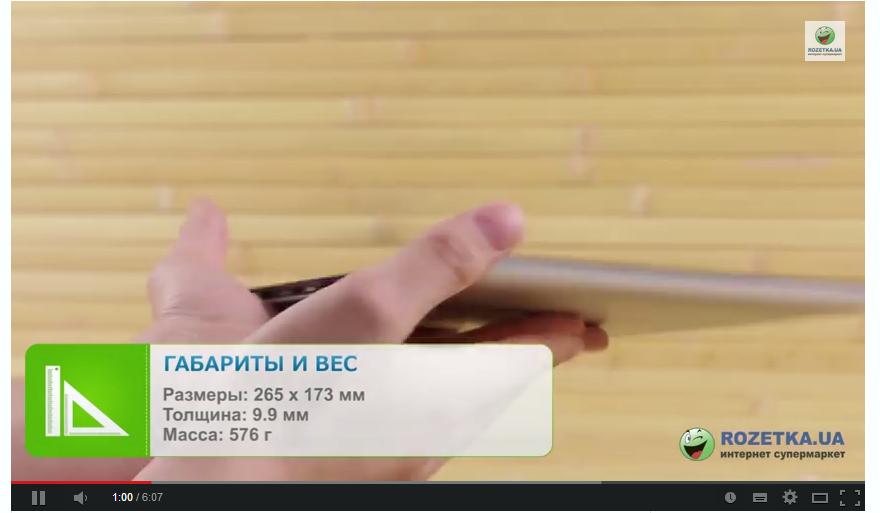 ROZETKA.UA
интернет супермаркет
ГАБАРИТЫ И ВЕС
Размеры: 265 x 173 мм
Толщина: 9.9 мм
Масса: 576 г
ROZETKA.UA
интернет супермаркет
1:00 / 6:07